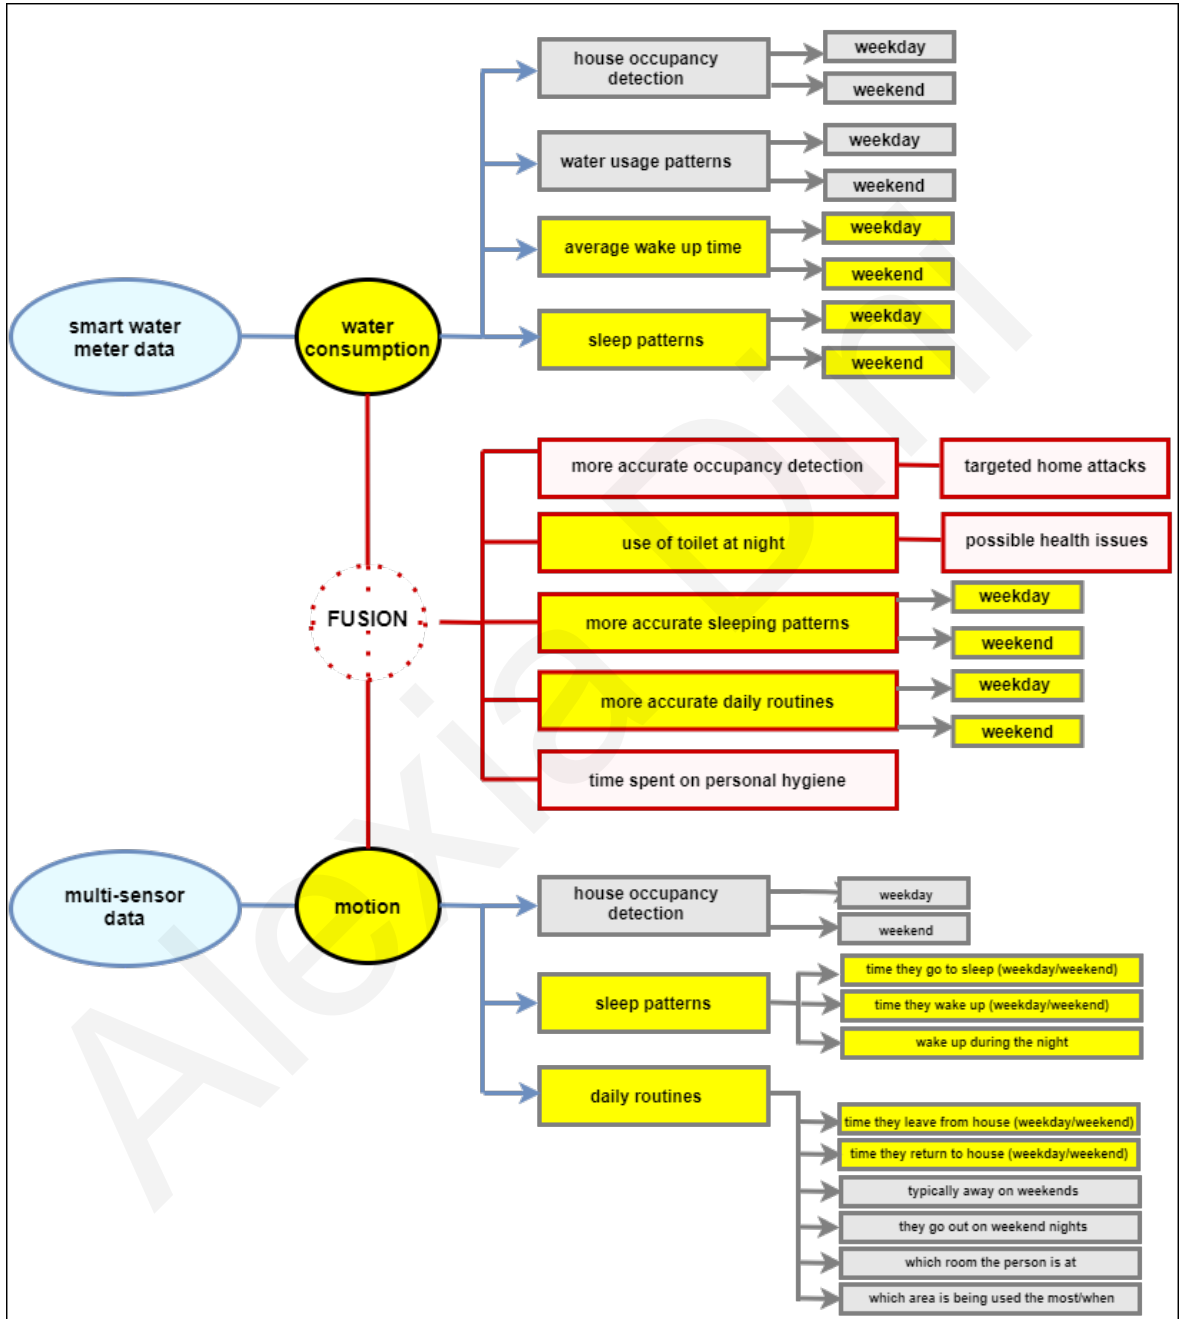 house occupancy
detection
weekday
weekend
water usage patterns
weekday
weekend
average wake up time
weekday
weekend
smart water
meter data
water
consumption
sleep patterns
weekday
weekend
more accurate occupancy detection
targeted home attacks
use of toilet at night
possible health issues
FUSION
more accurate sleeping patterns
weekday
weekend
more accurate daily routines
weekday
weekend
time spent on personal hygiene
multi-sensor
data
motion
house occupancy
detection
weekday
weekend
sleep patterns
time they go to sleep (weekday/weekend)
time they wake up (weekday/weekend)
wake up during the night
daily routines
time they leave from house (weekday/weekend)
time they return to house (weekday/weekend)
typically away on weekends
they go out on weekend nights
which room the person is at
which area is being used the most/when
Alexia Dini